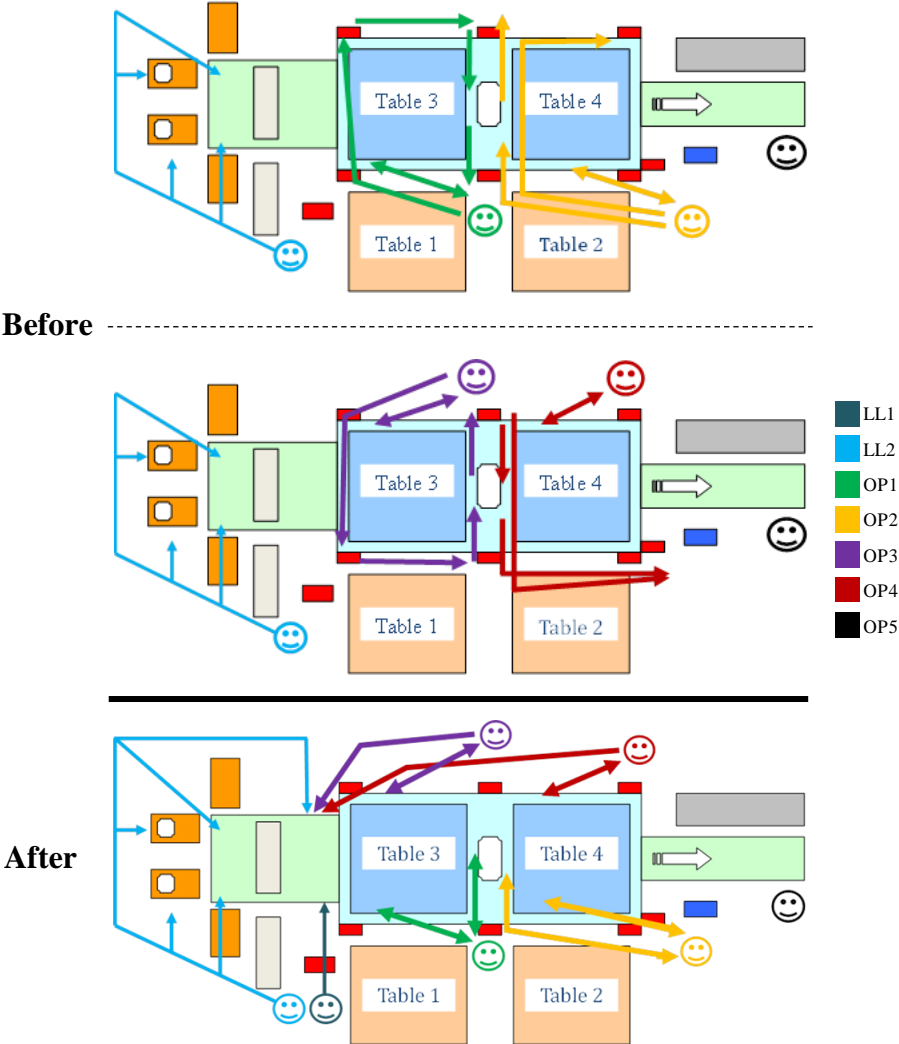 Table 3
Table 4
Table 1
Table 2
Before
Table 3
Table 4
Table 1
Table 2
LL1
LL2
OP1
OP2
OP3
OP4
OP5
After
Table 3
Table 4
Table 1
Table 2